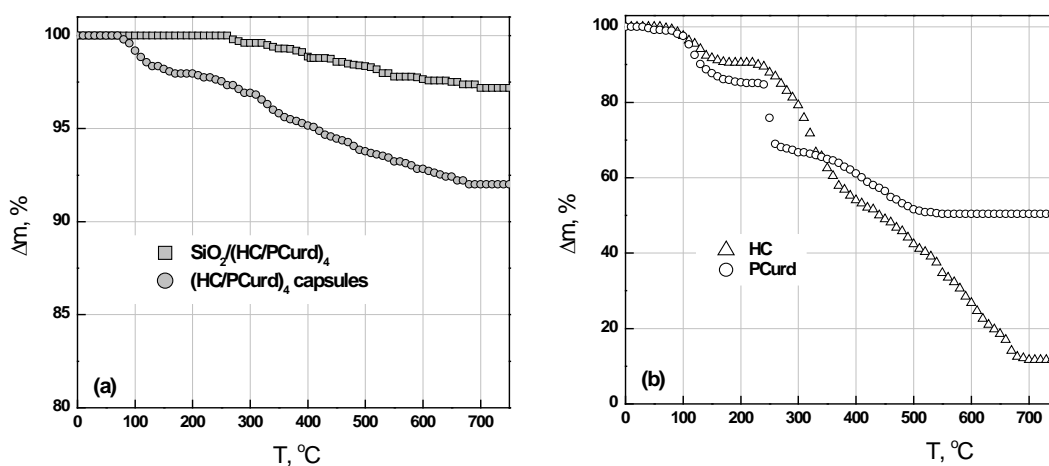 100
95
90
85
80
Δm, %
SiO₂/(HC/PCurd)₄
(HC/PCurd)₄ capsules
(a)
0 100 200 300 400 500 600 700
T, °C
100
80
60
40
20
0
Δm, %
HC
PCurd
(b)
0 100 200 300 400 500 600 700
T, °C